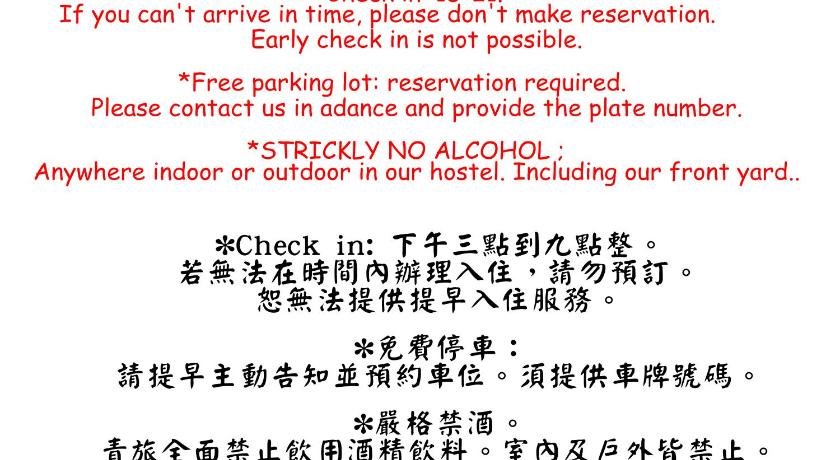 If you can't arrive in time, please don't make reservation.
Early check in is not possible.
*Free parking lot: reservation required.
Please contact us in adance and provide the plate number.
*STRICKLY NO ALCOHOL ;
Anywhere indoor or outdoor in our hostel. Including our front yard..
*Check in: 下午三點到九點整。
若無法在時間內辦理入住，請勿預訂。
恕無法提供提早入住服務。
*免費停車：
請提早主動告知並預約車位。須提供車牌號碼。
*嚴格禁酒。
青旅全面禁止飲用酒精飲料。室內及戶外皆禁止。